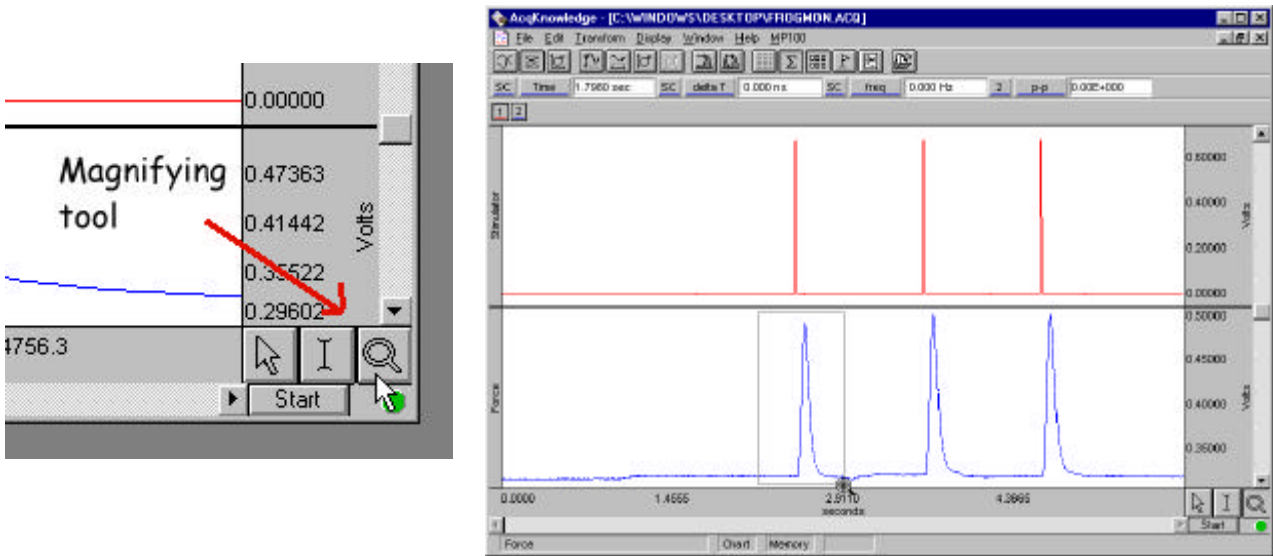 0.00000
Magnifying
tool
0.47363
0.41442
0.35522
0.29602
Volts
4756.3
Start
AcqKnowledge - [C:\WINDOWS\DESKTOP\FROGMON.ACQ]
File Edit Transform Display Window Help MP100
SC Time 1.7980 sec SC delta T 0.000 ns SC freq 0.000 Hz 2 p-p 0.00E+000
1 2
Stimulator
0.60000
0.40000
0.20000
0.00000
Volts
Force
0.50000
0.45000
0.40000
0.35000
Volts
0.0000 1.4555 2.9110 4.3665
seconds
Start
Force Chart Memory